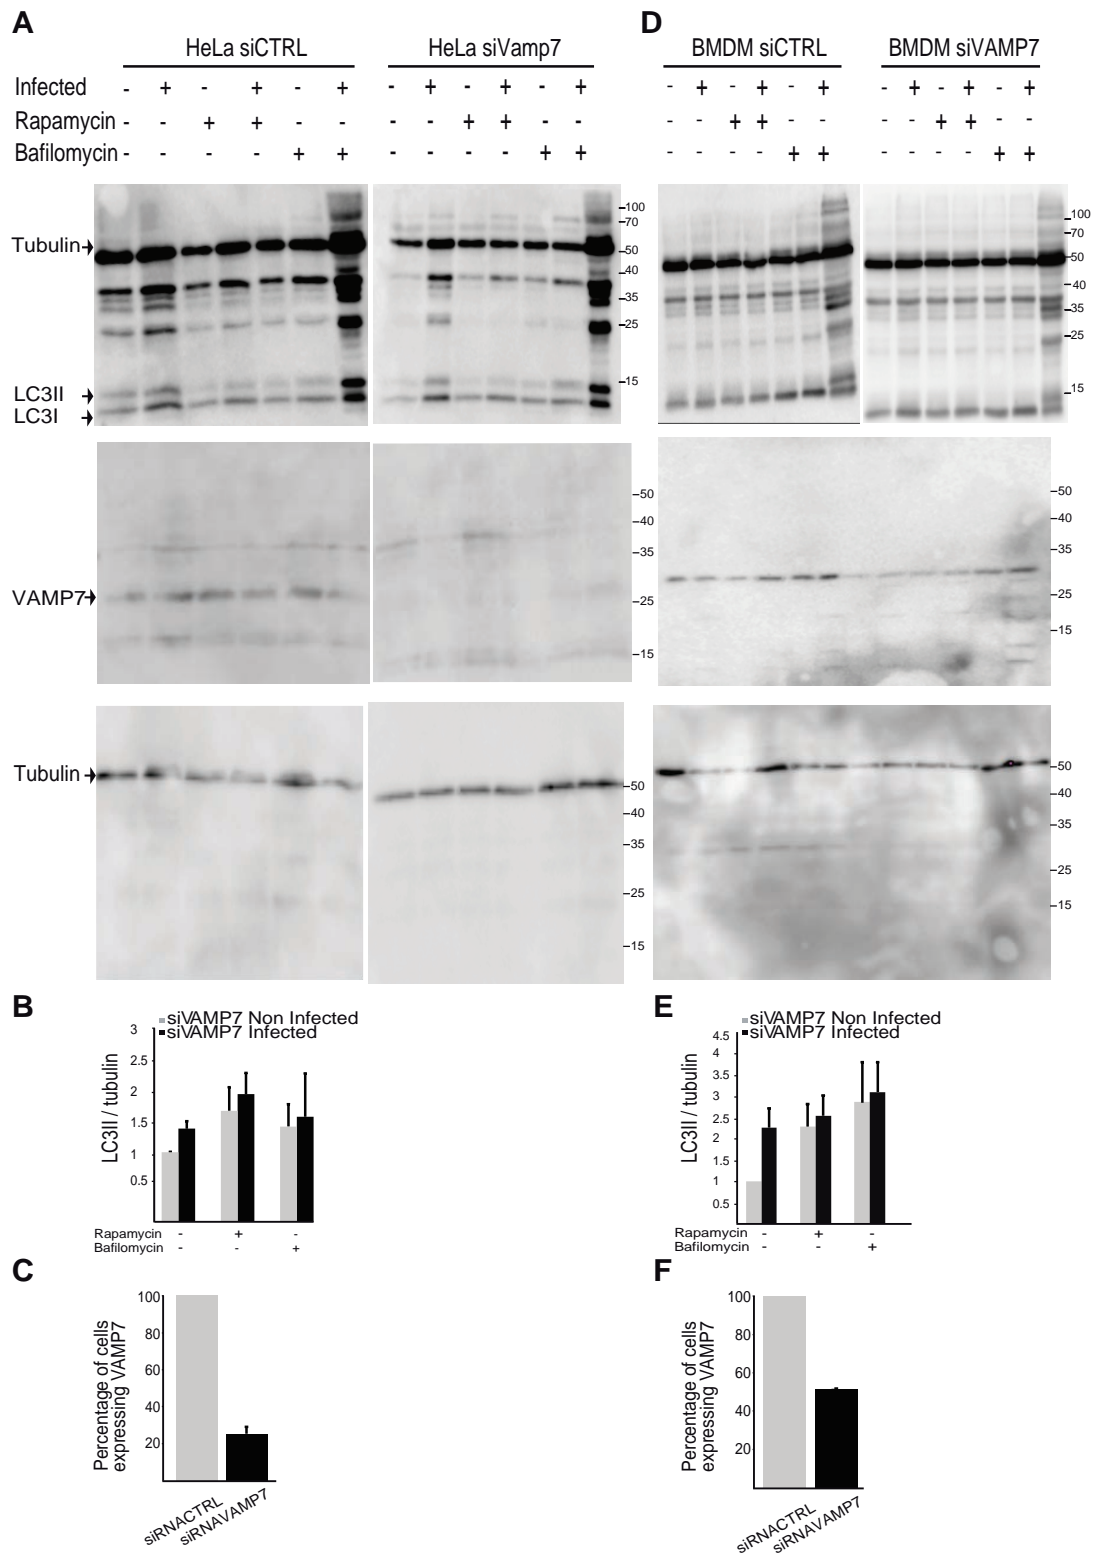 A
HeLa siCTRL HeLa siVamp7
Infected - + - + - + - + - + - +
Rapamycin - - + + - - - - + + - -
Bafilomycin - - - - + + - - - - + +
Tubulin
LC3II
LC3I
100
70
50
40
35
25
15
VAMP7
50
40
35
25
15
Tubulin
50
40
35
25
15
D
BMDM siCTRL BMDM siVAMP7
- + - + - + - + - + - +
- - + + - - - - + + - -
- - - - + + - - - - + +
100
70
50
40
35
25
15
50
40
35
25
15
50
40
35
25
15
B
siVAMP7 Non Infected
siVAMP7 Infected
LC3II / tubulin
3
2.5
2
1.5
1
0.5
Rapamycin - + -
Bafilomycin - - +
E
siVAMP7 Non Infected
siVAMP7 Infected
LC3II / tubulin
4.5
4
3.5
3
2.5
2
1.5
1
0.5
Rapamycin - + -
Bafilomycin - - +
C
Percentage of cells
expressing VAMP7
100
80
60
40
20
siRNACTRL
siRNAVAMP7
F
Percentage of cells
expressing VAMP7
100
80
60
40
20
siRNACTRL
siRNAVAMP7